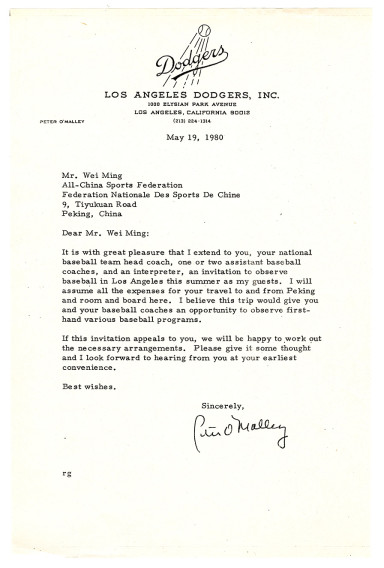 Dodgers
LOS ANGELES DODGERS, INC.
1000 ELYSIAN PARK AVENUE
LOS ANGELES, CALIFORNIA 90012
PETER O'MALLEY
(213) 224-1314
May 19, 1980
Mr. Wei Ming
All-China Sports Federation
Federation Nationale Des Sports De Chine
9, Tiyukuan Road
Peking, China
Dear Mr. Wei Ming:
It is with great pleasure that I extend to you, your national
baseball team head coach, one or two assistant baseball
coaches, and an interpreter, an invitation to observe
baseball in Los Angeles this summer as my guests. I will
assume all the expenses for your travel to and from Peking
and room and board here. I believe this trip would give you
and your baseball coaches an opportunity to observe first-
hand various baseball programs.
If this invitation appeals to you, we will be happy to work out
the necessary arrangements. Please give it some thought
and I look forward to hearing from you at your earliest
convenience.
Best wishes.
Sincerely,
Peter O'Malley
rg